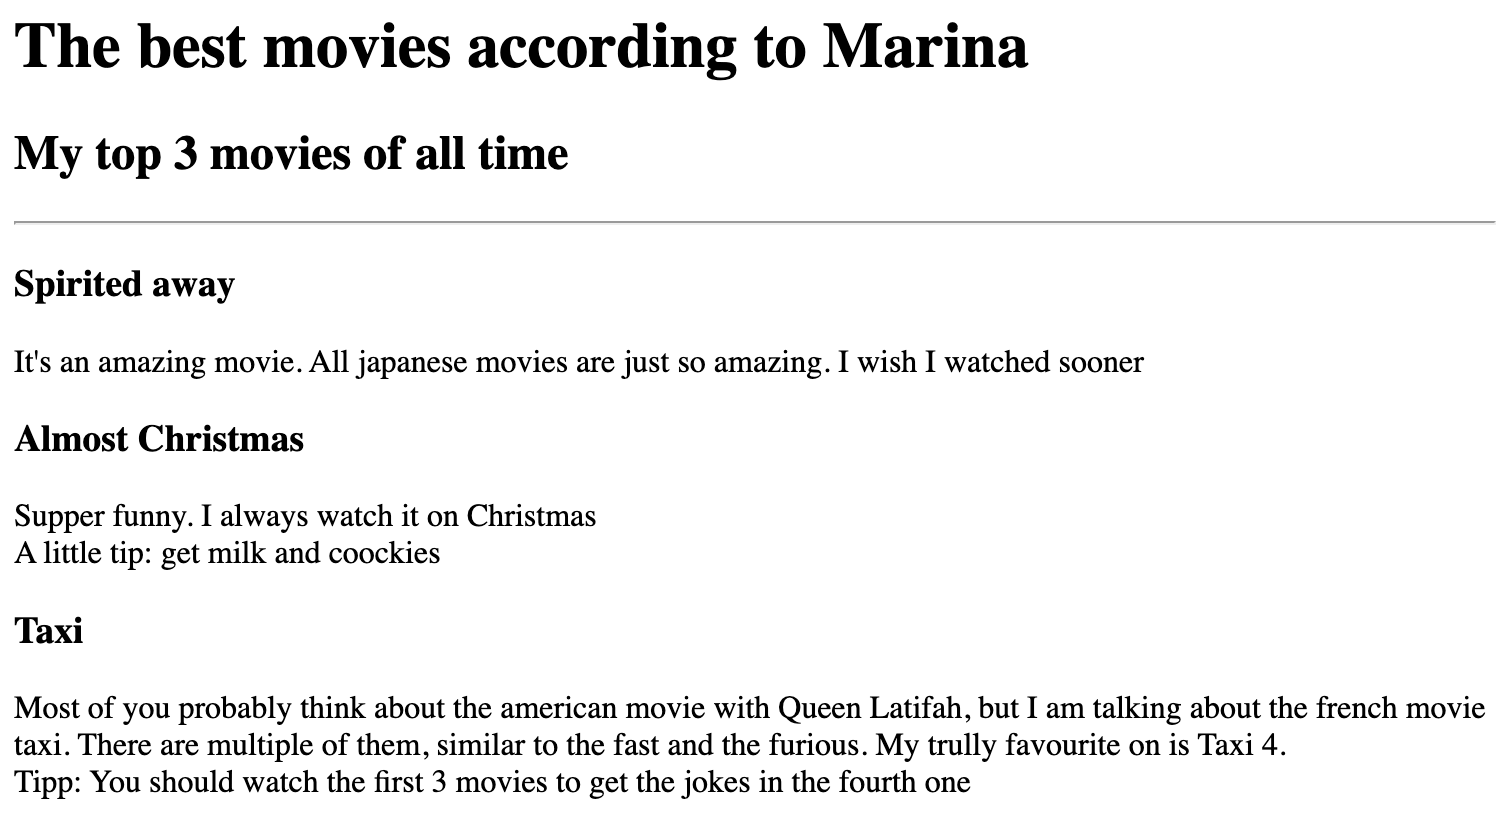 The best movies according to Marina
My top 3 movies of all time
Spirited away
It's an amazing movie. All japanese movies are just so amazing. I wish I watched sooner
Almost Christmas
Supper funny. I always watch it on Christmas
A little tip: get milk and coockies
Taxi
Most of you probably think about the american movie with Queen Latifah, but I am talking about the french movie
taxi. There are multiple of them, similar to the fast and the furious. My trully favourite on is Taxi 4.
Tipp: You should watch the first 3 movies to get the jokes in the fourth one